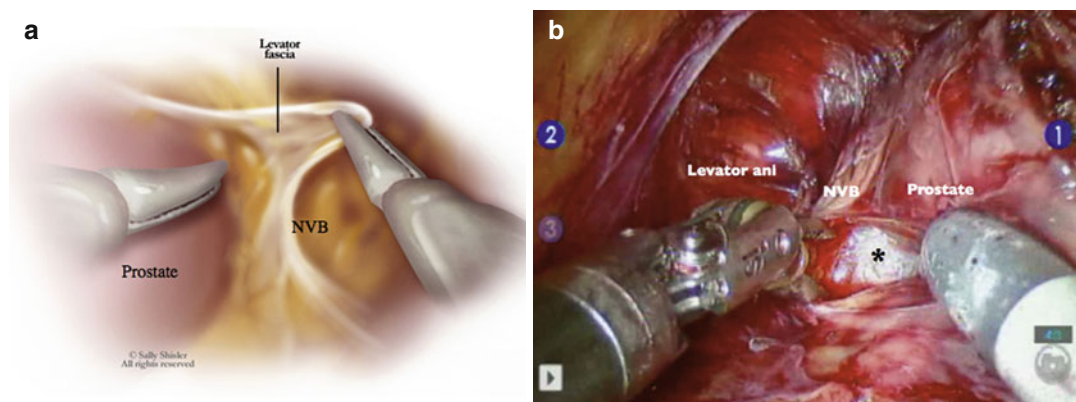 a
Levator
fascia
NVB
Prostate
© Sally Shisler
All rights reserved
b
2
1
Levator ani
NVB
Prostate
3
*